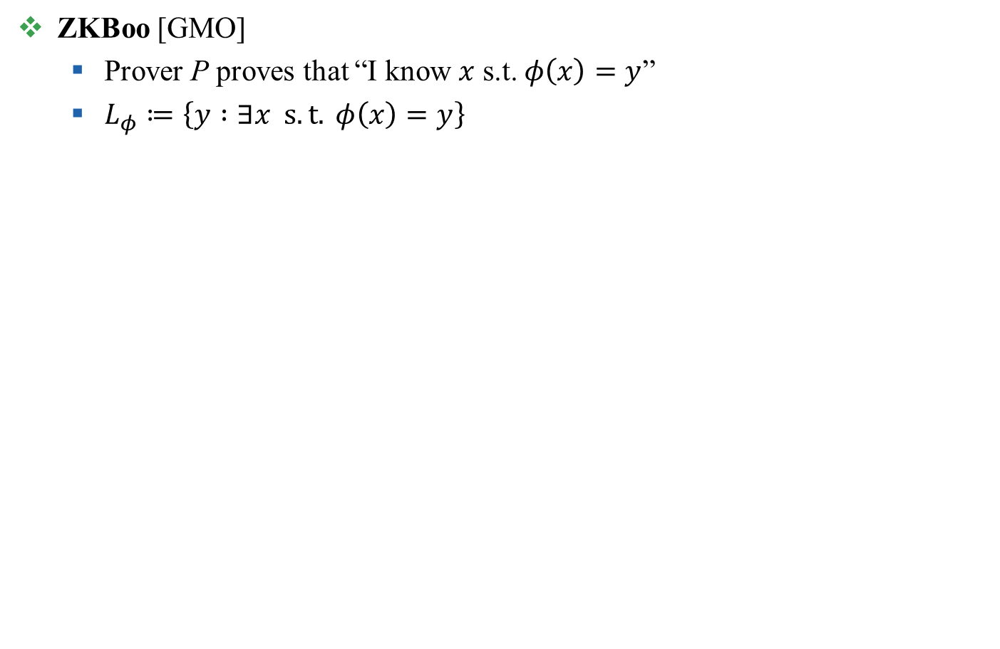 ❖ ZKBoo [GMO]
▪ Prover P proves that “I know 𝑥 s.t. 𝜙(𝑥) = 𝑦”
▪ 𝐿_𝜙 ≔ {𝑦 : ∃𝑥 s.t. 𝜙(𝑥) = 𝑦}